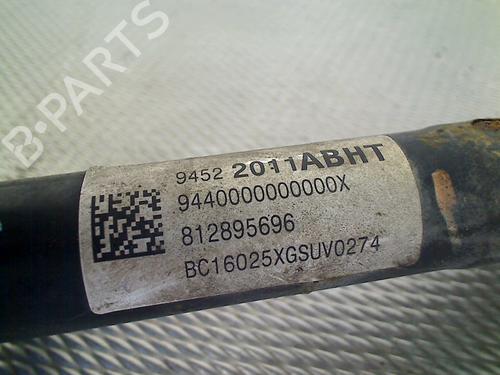 B-PARTS
9452 2011ABHT
9440000000000X
812895696
BC16025XGSUV0274